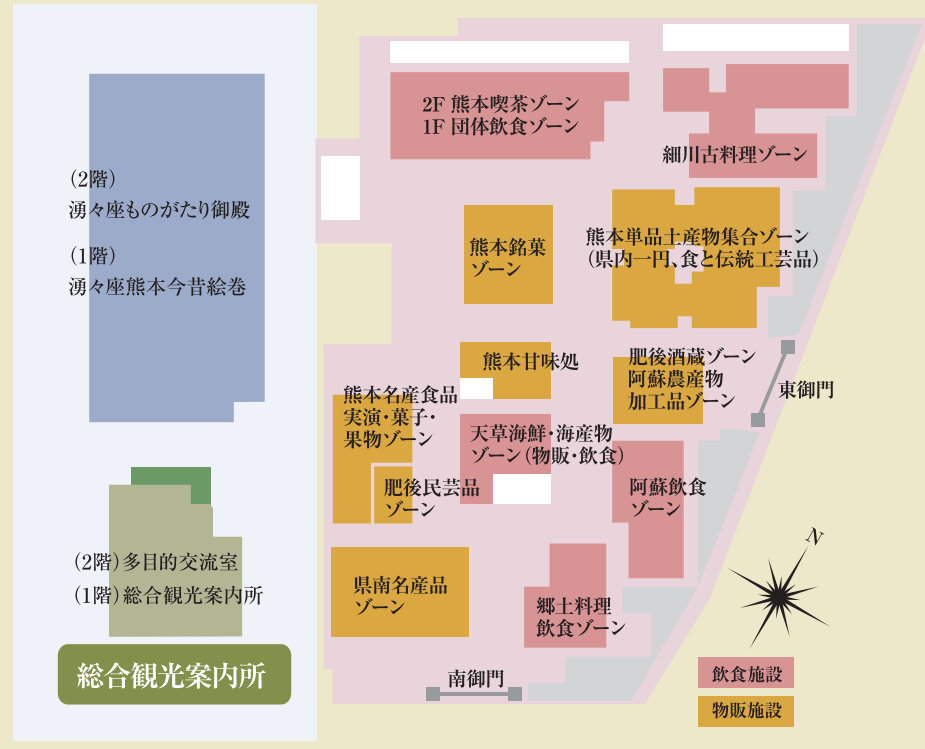 (2階)
湧々座ものがたり御殿
(1階)
湧々座熊本今昔絵巻
(2階)多目的交流室
(1階)総合観光案内所
総合観光案内所
2F 熊本喫茶ゾーン
1F 団体飲食ゾーン
細川古料理ゾーン
熊本銘菓
ゾーン
熊本単品土産物集合ゾーン
(県内一円、食と伝統工芸品)
熊本甘味処
肥後酒蔵ゾーン
阿蘇農産物
加工品ゾーン
東御門
熊本名産食品
実演・菓子・
果物ゾーン
天草海鮮・海産物
ゾーン(物販・飲食)
肥後民芸品
ゾーン
阿蘇飲食
ゾーン
県南名産品
ゾーン
郷土料理
飲食ゾーン
南御門
N
飲食施設
物販施設